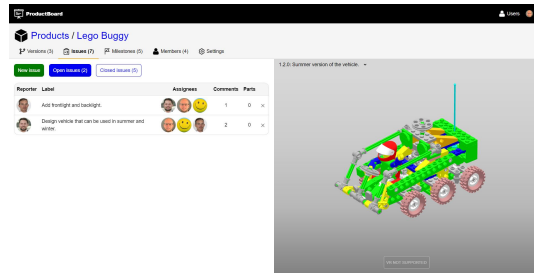 ProductBoard
Users
Products / Lego Buggy
Versions (3)
Issues (7)
Milestones (5)
Members (4)
Settings
New issue
Open issues (2)
Closed issues (5)
1.2.0: Summer version of the vehicle.
Reporter Label Assignees Comments Parts
Add frontlight and backlight. 1 0 ×
Design vehicle that can be used in summer and
winter. 2 0 ×